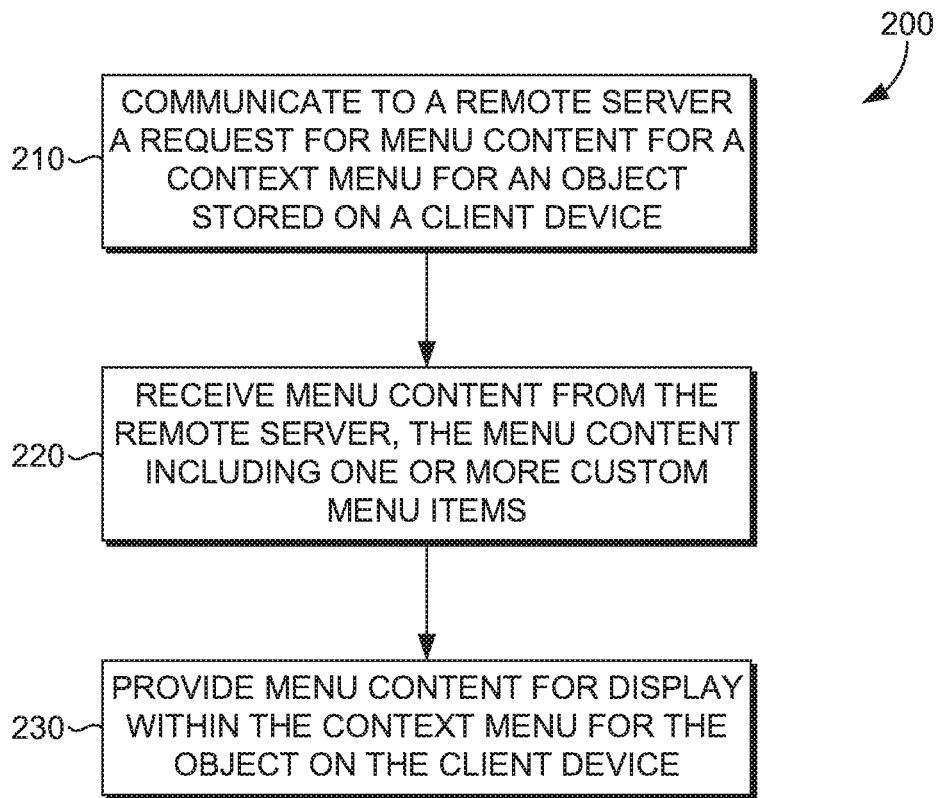 200
COMMUNICATE TO A REMOTE SERVER
A REQUEST FOR MENU CONTENT FOR A
CONTEXT MENU FOR AN OBJECT
STORED ON A CLIENT DEVICE
210
RECEIVE MENU CONTENT FROM THE
REMOTE SERVER, THE MENU CONTENT
INCLUDING ONE OR MORE CUSTOM
MENU ITEMS
220
PROVIDE MENU CONTENT FOR DISPLAY
WITHIN THE CONTEXT MENU FOR THE
OBJECT ON THE CLIENT DEVICE
230